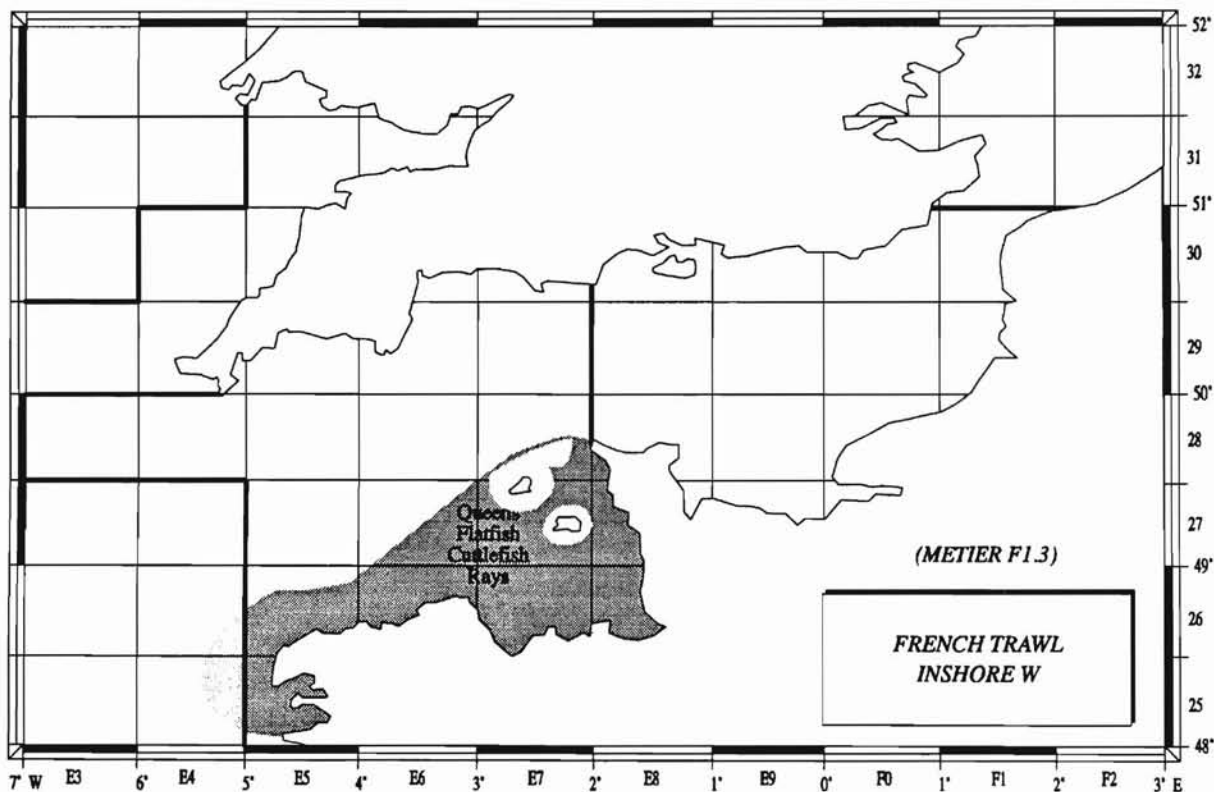 52°
32
31
51°
30
29
50°
28
27
49°
26
25
48°
Queens
Flatfish
Cuttlefish
Rays
(METIER F1.3)
FRENCH TRAWL
INSHORE W
7° W E3 6° E4 5° E5 4° E6 3° E7 2° E8 1° E9 0° F0 1° F1 2° F2 3° E